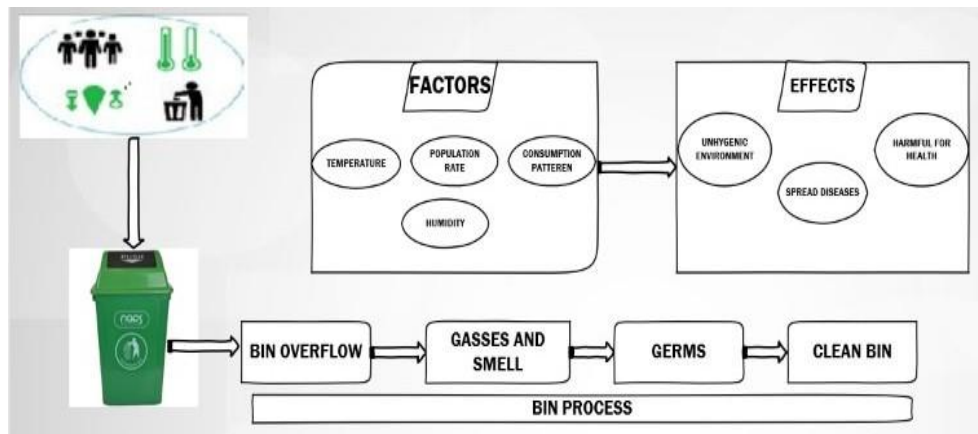 FACTORS
TEMPERATURE
POPULATION
RATE
CONSUMPTION
PATTEREN
HUMIDITY
EFFECTS
UNHYGENIC
ENVIRONMENT
HARMFUL FOR
HEALTH
SPREAD DISEASES
PUSH
BIN OVERFLOW
GASSES AND
SMELL
GERMS
CLEAN BIN
BIN PROCESS